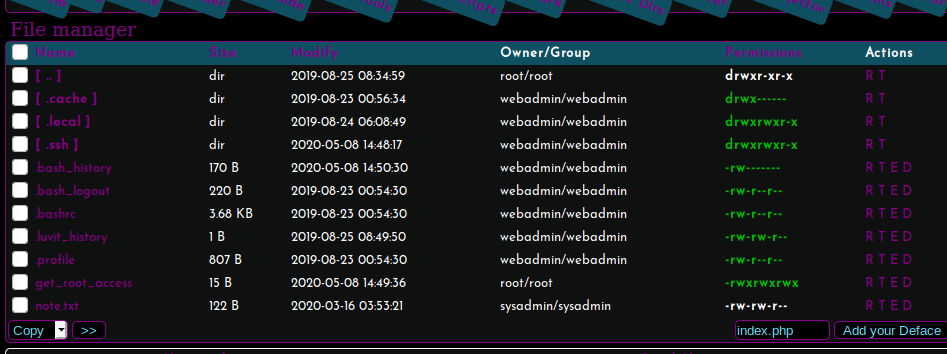 File manager
Name Size Modify Owner/Group Permissions Actions
[ .. ] dir 2019-08-25 08:34:59 root/root drwxr-xr-x R T
[ .cache ] dir 2019-08-23 00:56:34 webadmin/webadmin drwx------ R T
[ .local ] dir 2019-08-24 06:08:49 webadmin/webadmin drwxrwxr-x R T
[ .ssh ] dir 2020-05-08 14:48:17 webadmin/webadmin drwxrwxr-x R T
.bash_history 170 B 2020-05-08 14:50:30 webadmin/webadmin -rw------- R T E D
.bash_logout 220 B 2019-08-23 00:54:30 webadmin/webadmin -rw-r--r-- R T E D
.bashrc 3.68 KB 2019-08-23 00:54:30 webadmin/webadmin -rw-r--r-- R T E D
.luvit_history 1 B 2019-08-25 08:49:50 webadmin/webadmin -rw-rw-r-- R T E D
.profile 807 B 2019-08-23 00:54:30 webadmin/webadmin -rw-r--r-- R T E D
get_root_access 15 B 2020-05-08 14:49:36 root/root -rwxrwxrwx R T E D
note.txt 122 B 2020-03-16 03:53:21 sysadmin/sysadmin -rw-rw-r-- R T E D
Copy >> index.php Add your Deface